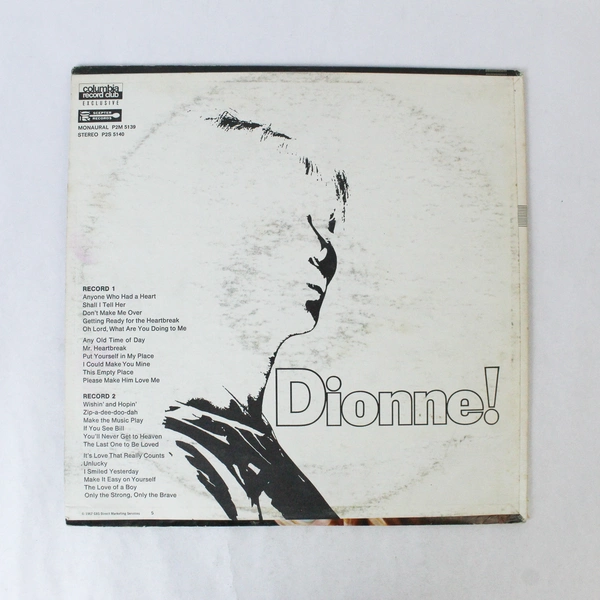 columbia
record club
EXCLUSIVE
SCEPTER
RECORDS
MONAURAL P2M 5139
STEREO P2S 5140
RECORD 1
Anyone Who Had a Heart
Shall I Tell Her
Don't Make Me Over
Getting Ready for the Heartbreak
Oh Lord, What Are You Doing to Me
Any Old Time of Day
Mr. Heartbreak
Put Yourself in My Place
I Could Make You Mine
This Empty Place
Please Make Him Love Me
RECORD 2
Wishin' and Hopin'
Zip-a-dee-doo-dah
Make the Music Play
If You See Bill
You'll Never Get to Heaven
The Last One to Be Loved
It's Love That Really Counts
Unlucky
I Smiled Yesterday
Make It Easy on Yourself
The Love of a Boy
Only the Strong, Only the Brave
Dionne!
© 1967 CBS Direct Marketing Services